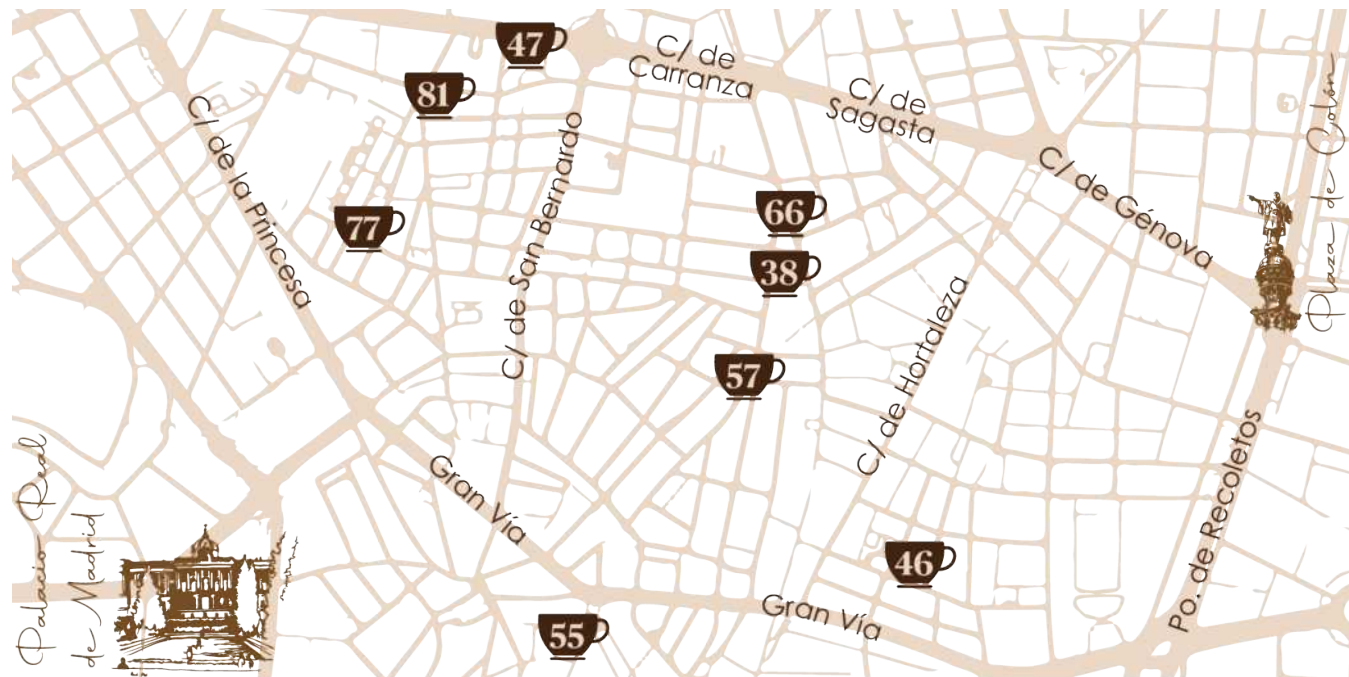 47
C/ de
Carranza
81
C/ de
Sagasta
C/ de la Princesa
C/ de San Bernardo
C/ de Génova
Plaza de Colón
77
66
38
C/ de Hortaleza
57
Po. de Recoletos
Palacio Real
de Madrid
Gran Vía
46
Gran Vía
55